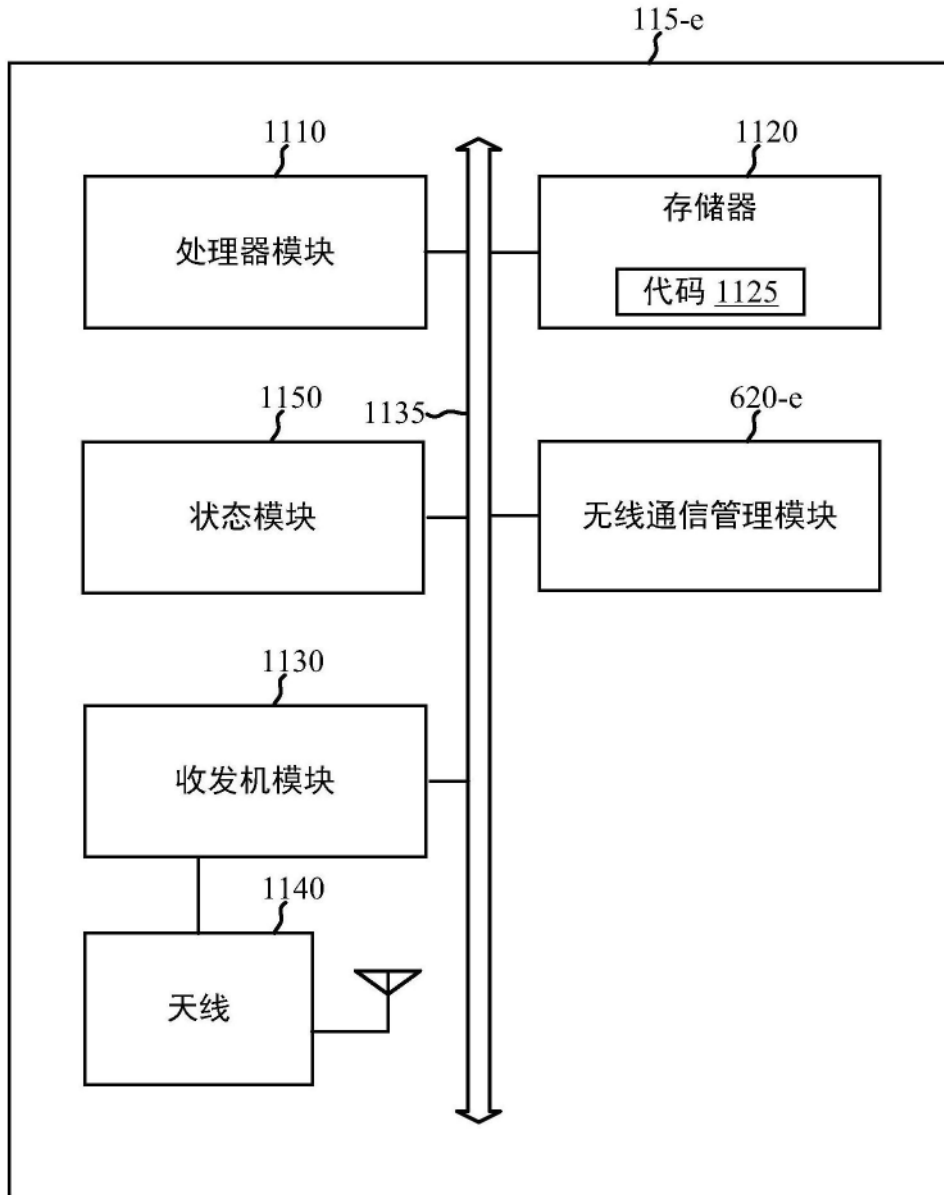 115-e
1110
1120
处理器模块
存储器
代码 1125
1150
1135
620-e
状态模块
无线通信管理模块
1130
收发机模块
1140
天线